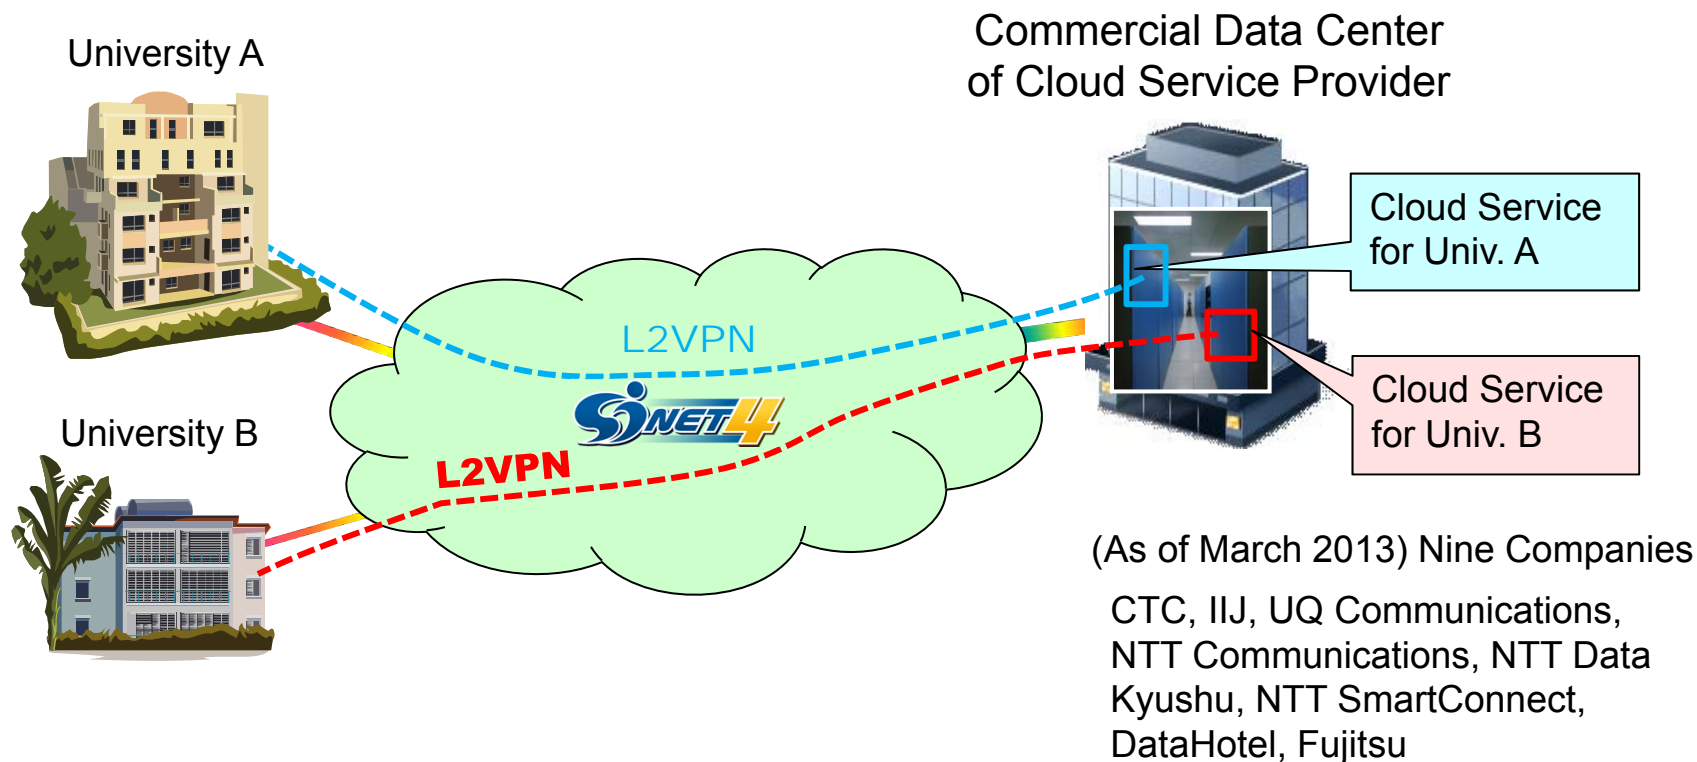 University A
Commercial Data Center
of Cloud Service Provider
Cloud Service
for Univ. A
L2VPN
SINET4
Cloud Service
for Univ. B
University B
L2VPN
(As of March 2013) Nine Companies
CTC, IIJ, UQ Communications,
NTT Communications, NTT Data
Kyushu, NTT SmartConnect,
DataHotel, Fujitsu